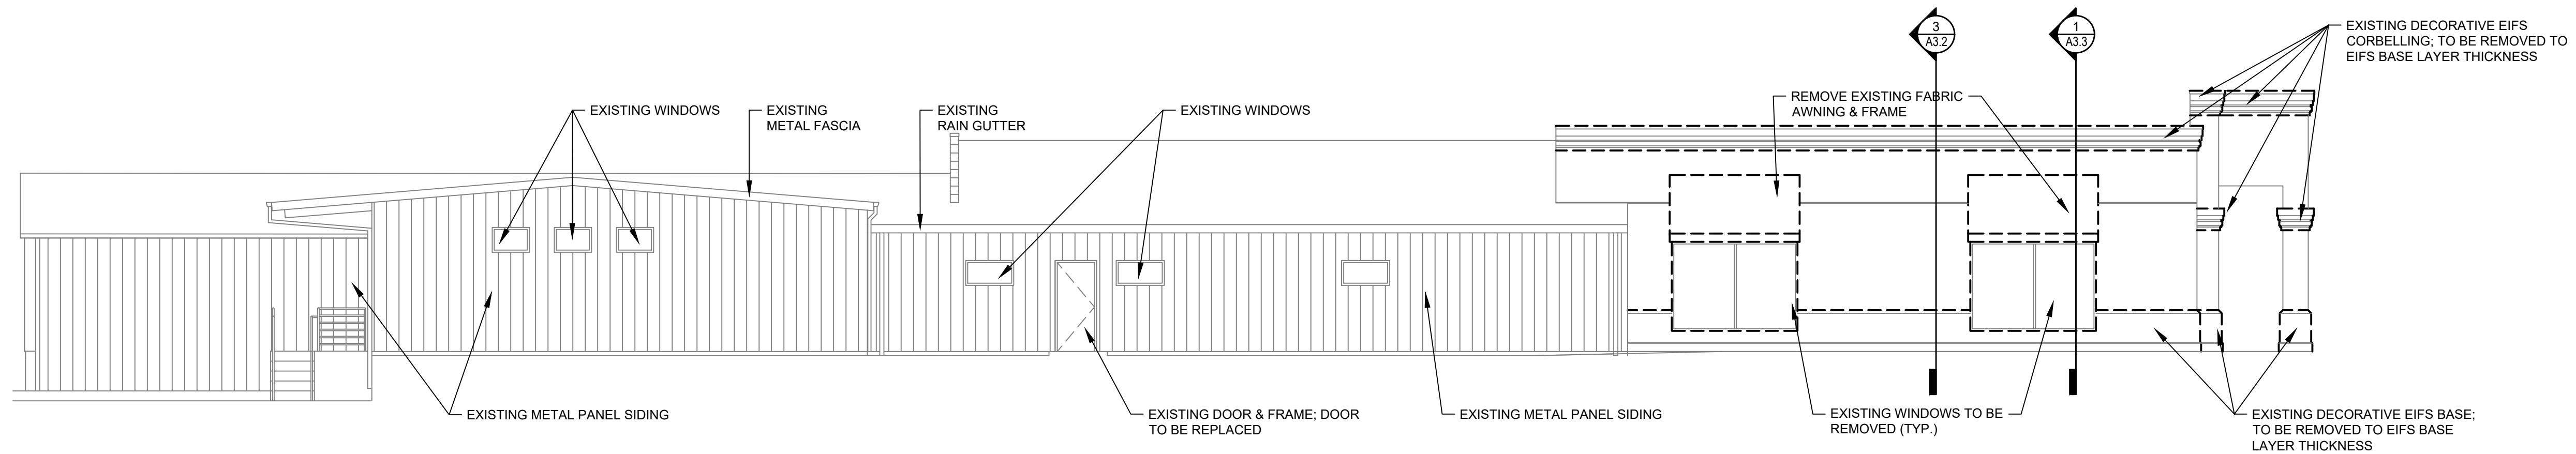 3
A3.2
1
A3.3
EXISTING DECORATIVE EIFS
CORBELLING; TO BE REMOVED TO
EIFS BASE LAYER THICKNESS
EXISTING WINDOWS
EXISTING
METAL FASCIA
EXISTING
RAIN GUTTER
EXISTING WINDOWS
REMOVE EXISTING FABRIC
AWNING & FRAME
EXISTING METAL PANEL SIDING
EXISTING DOOR & FRAME; DOOR
TO BE REPLACED
EXISTING METAL PANEL SIDING
EXISTING WINDOWS TO BE
REMOVED (TYP.)
EXISTING DECORATIVE EIFS BASE;
TO BE REMOVED TO EIFS BASE
LAYER THICKNESS